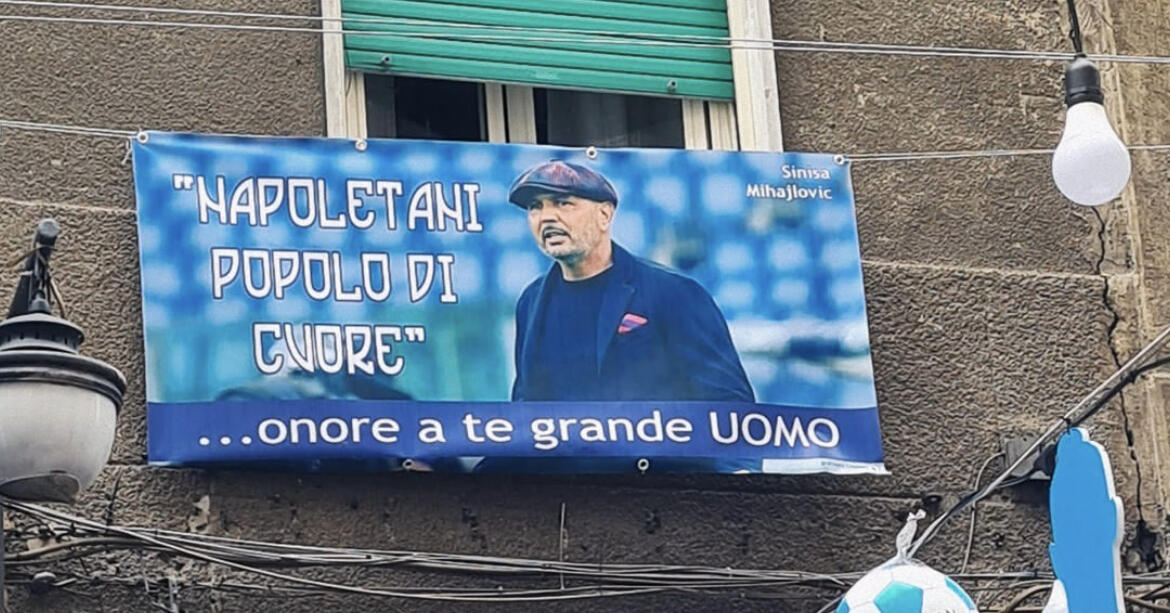 Sinisa
Mihajlovic
"NAPOLETANI
POPOLO DI
CUORE"
...onore a te grande UOMO